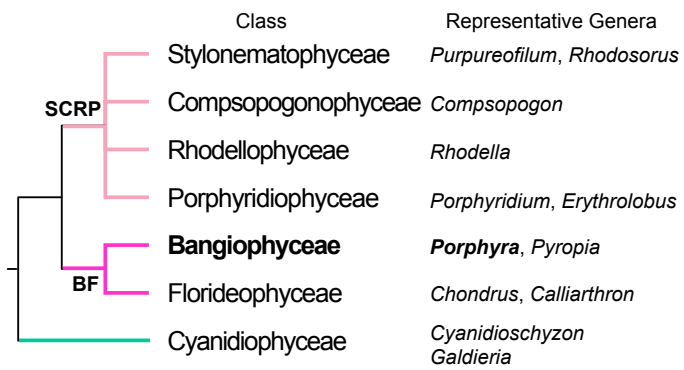 Class Representative Genera
Stylonematophyceae Purpureofilum, Rhodosorus
SCRP
Compsopogonophyceae Compsopogon
Rhodellophyceae Rhodella
Porphyridiophyceae Porphyridium, Erythrolobus
Bangiophyceae Porphyra, Pyropia
BF
Florideophyceae Chondrus, Calliarthron
Cyanidiophyceae Cyanidioschyzon
Galdieria